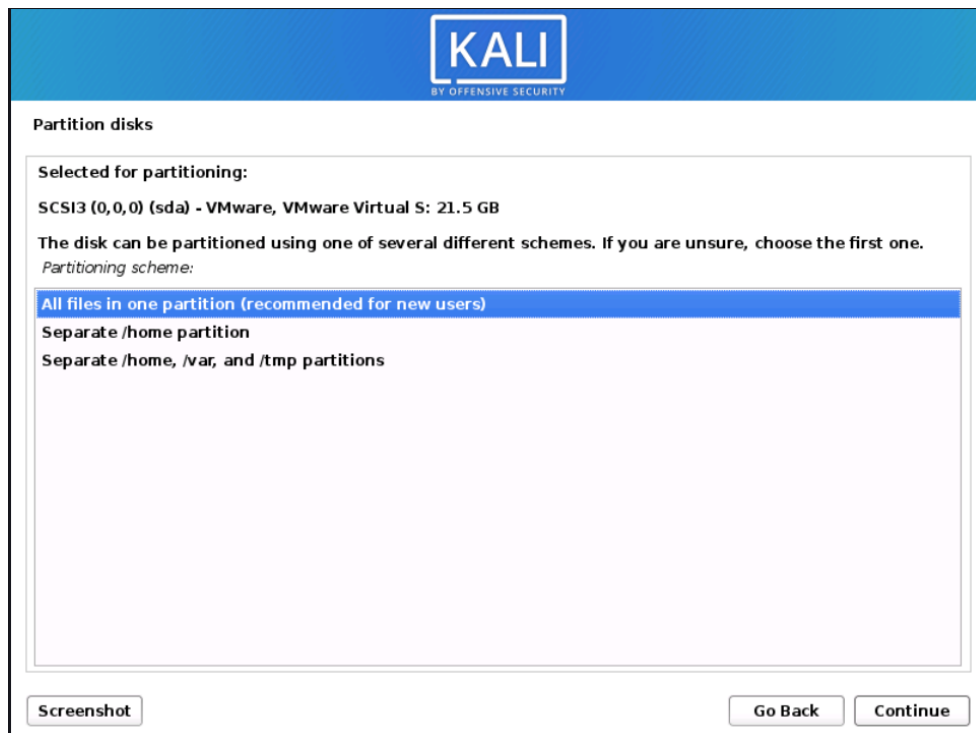 KALI
BY OFFENSIVE SECURITY
Partition disks
Selected for partitioning:
SCSI3 (0,0,0) (sda) - VMware, VMware Virtual S: 21.5 GB
The disk can be partitioned using one of several different schemes. If you are unsure, choose the first one.
Partitioning scheme:
All files in one partition (recommended for new users)
Separate /home partition
Separate /home, /var, and /tmp partitions
Screenshot
Go Back
Continue